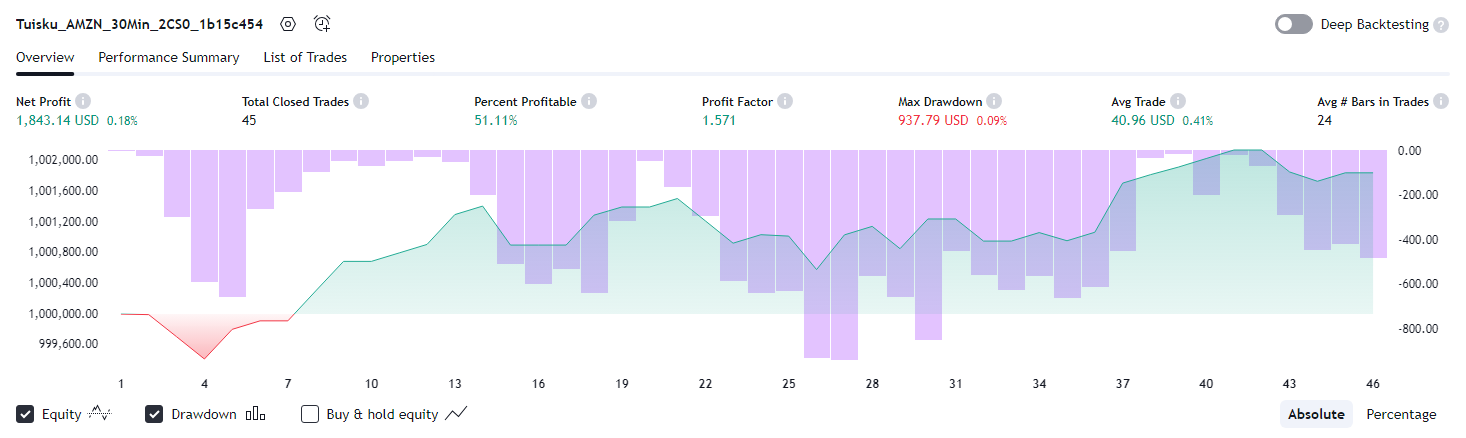 Tuisku_AMZN_30Min_2CS0_1b15c454 Deep Backtesting ?
Overview Performance Summary List of Trades Properties
Net Profit Total Closed Trades Percent Profitable Profit Factor Max Drawdown Avg Trade Avg # Bars in Trades
1,843.14 USD 0.18% 45 51.11% 1.571 937.79 USD 0.09% 40.96 USD 0.41% 24
1,002,000.00 0.00
1,001,600.00 -200.00
1,001,200.00
1,000,800.00 -400.00
1,000,400.00 -600.00
1,000,000.00 -800.00
999,600.00
1 4 7 10 13 16 19 22 25 28 31 34 37 40 43 46
Equity Drawdown Buy & hold equity Absolute Percentage